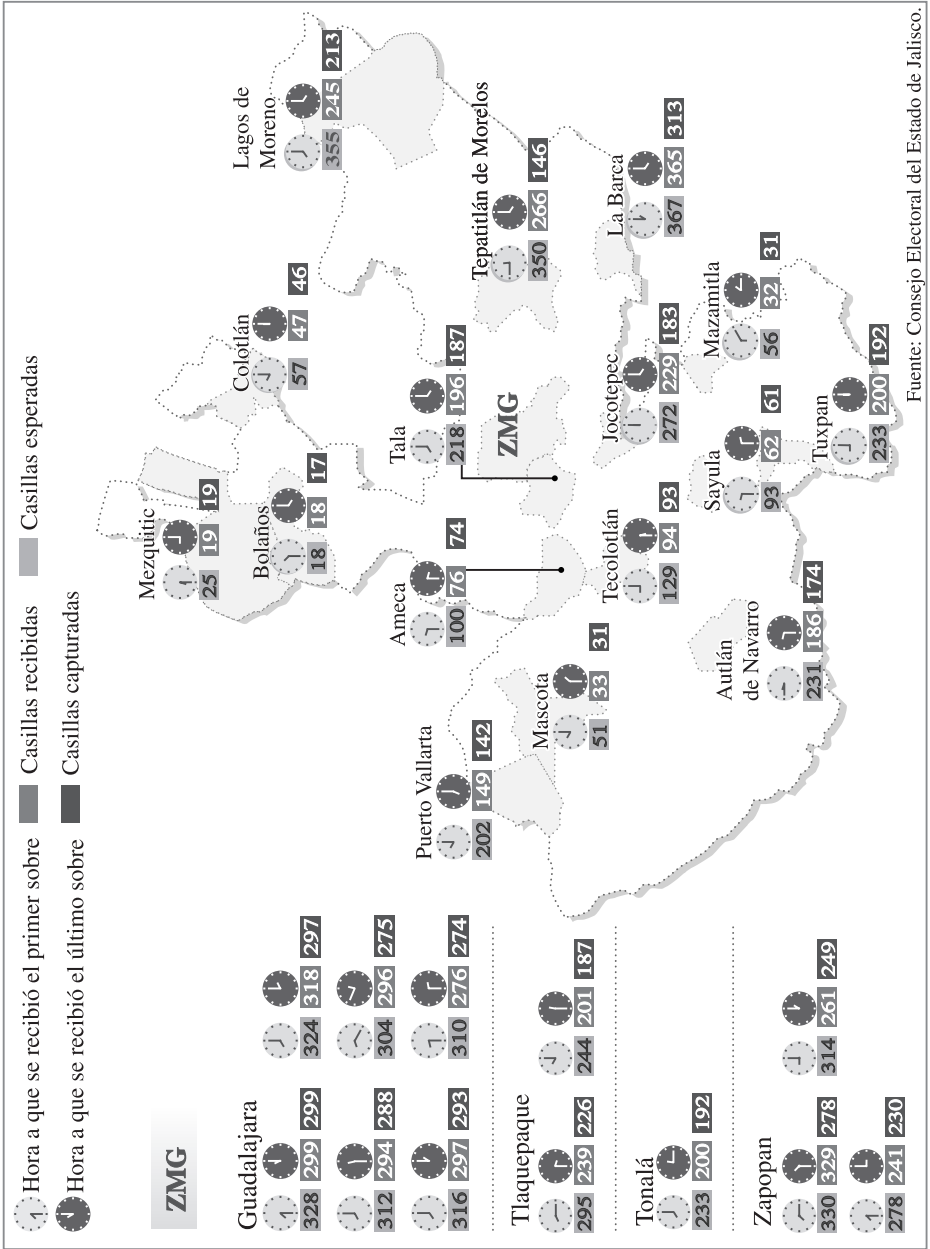 Hora a que se recibió el primer sobre
Casillas recibidas
Casillas esperadas
Hora a que se recibió el último sobre
Casillas capturadas
ZMG
Guadalajara
328 299 299
324 318 297
312 294 288
304 296 275
316 297 293
310 276 274
Tlaquepaque
295 239 226
244 201 187
Tonalá
233 200 192
Zapopan
330 329 278
314 261 249
278 241 230
Mezquitic
25 19 19
Colotlán
57 47 46
Bolaños
18 18 17
Lagos de
Moreno
355 245 213
Puerto Vallarta
202 149 142
Ameca
100 76 74
Tala
218 196 187
Tepatitlán de Morelos
350 266 146
ZMG
Mascota
51 33 31
Tecolotlán
129 94 93
Jocotepec
272 229 183
La Barca
367 365 313
Autlán
de Navarro
231 186 174
Sayula
93 62 61
Mazamitla
56 32 31
Tuxpan
233 200 192
Fuente: Consejo Electoral del Estado de Jalisco.